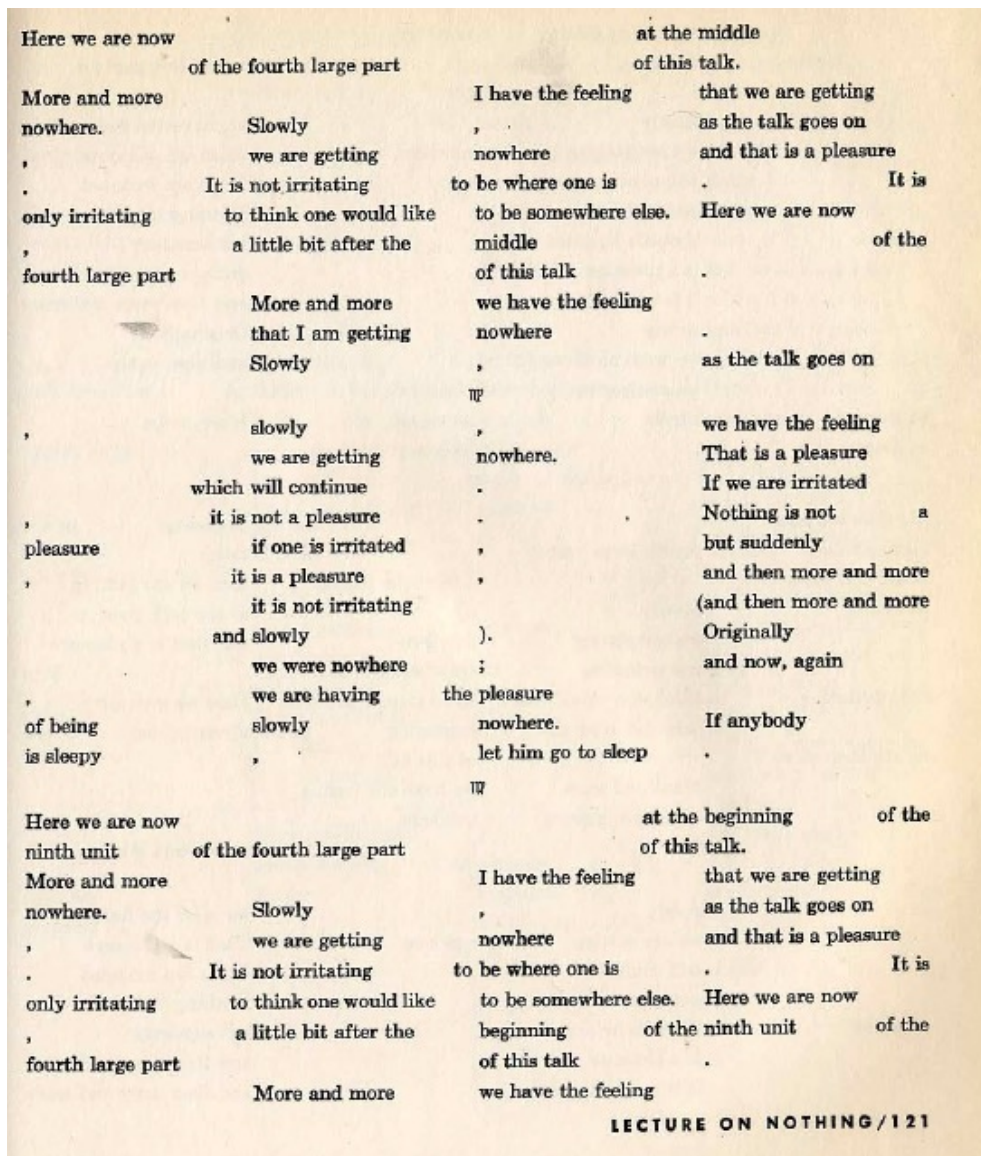 Here we are now at the middle
of the fourth large part of this talk.
More and more I have the feeling that we are getting
nowhere. Slowly , as the talk goes on
, we are getting nowhere and that is a pleasure
. It is not irritating to be where one is . It is
only irritating to think one would like to be somewhere else. Here we are now
, a little bit after the middle of the
fourth large part of this talk .
More and more we have the feeling
that I am getting nowhere .
Slowly , as the talk goes on
, slowly , we have the feeling
we are getting nowhere. That is a pleasure
which will continue . If we are irritated
, it is not a pleasure . Nothing is not a
pleasure if one is irritated , but suddenly
, it is a pleasure , and then more and more
it is not irritating (and then more and more
and slowly ). Originally
we were nowhere ; and now, again
, we are having the pleasure
of being slowly nowhere. If anybody
is sleepy , let him go to sleep .
Here we are now at the beginning of the
ninth unit of the fourth large part of this talk.
More and more I have the feeling that we are getting
nowhere. Slowly , as the talk goes on
, we are getting nowhere and that is a pleasure
. It is not irritating to be where one is . It is
only irritating to think one would like to be somewhere else. Here we are now
, a little bit after the beginning of the ninth unit of the
fourth large part of this talk .
More and more we have the feeling
LECTURE ON NOTHING/121